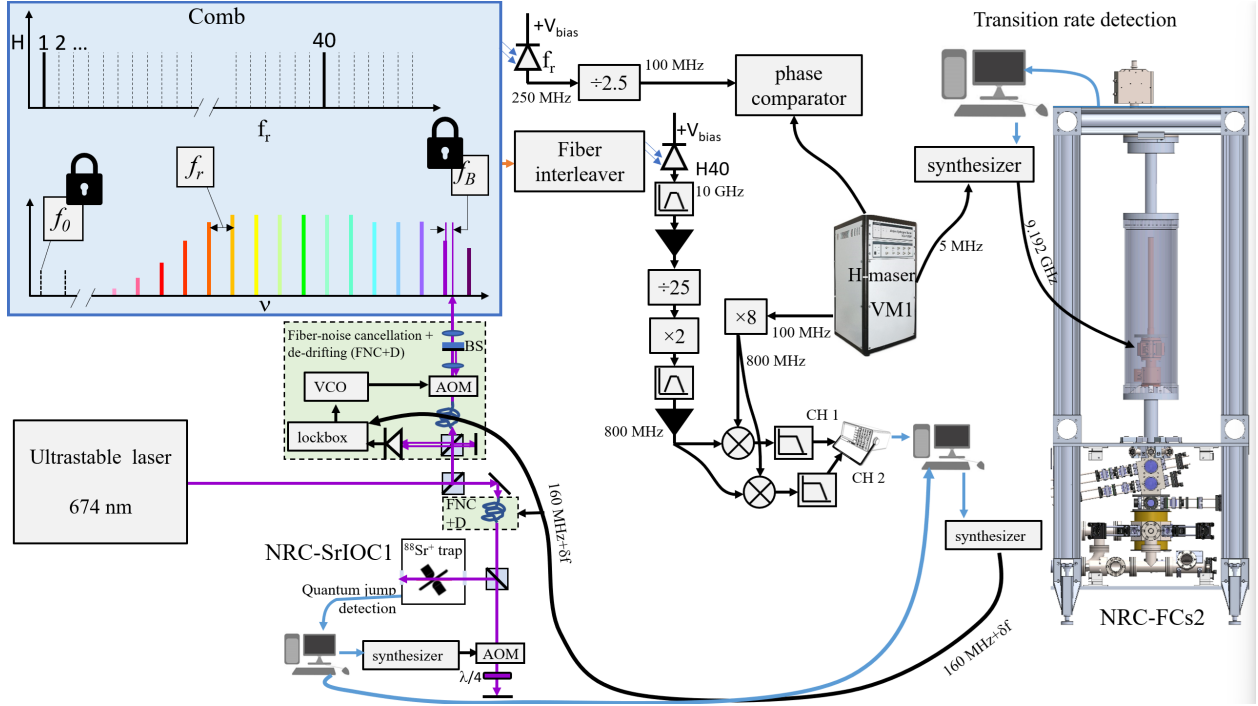 Comb
H
1 2 ...
40
f_r
f_r
f_B
f_0
ν
+V_bias
f_r
250 MHz
÷2.5
100 MHz
phase
comparator
Fiber
interleaver
+V_bias
H40
10 GHz
÷25
×2
800 MHz
×8
100 MHz
800 MHz
H-maser
VM1
5 MHz
CH 1
CH 2
Transition rate detection
synthesizer
9.192 GHz
NRC-FCs2
synthesizer
160 MHz+δf
160 MHz+δf
Fiber-noise cancellation +
de-drifting (FNC+D)
BS
VCO
AOM
lockbox
Ultrastable laser
674 nm
FNC
+D
NRC-SrIOC1
⁸⁸Sr⁺ trap
Quantum jump
detection
synthesizer
AOM
λ/4